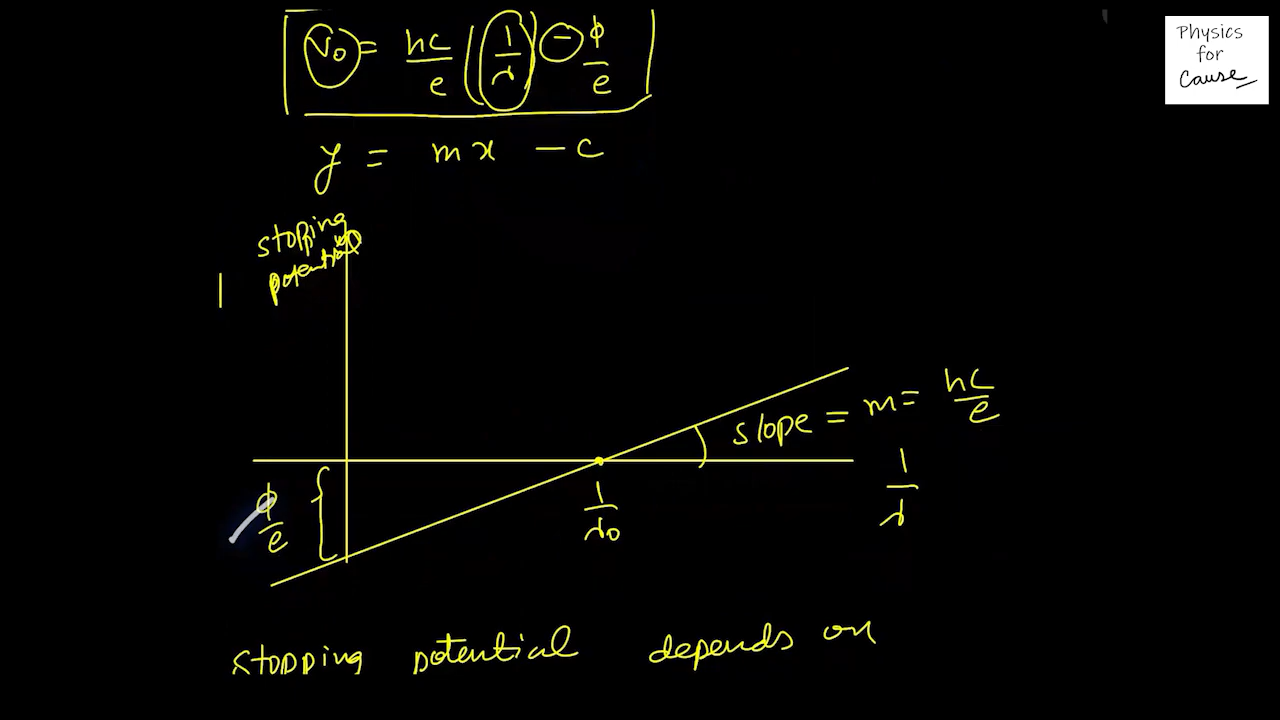 Physics
for
Cause
V₀ = hc/e (1/λ) − ϕ/e
y = mx − c
stopping
potential
slope = m = hc/e
1/λ
ϕ/e
1/λ₀
stopping potential depends on